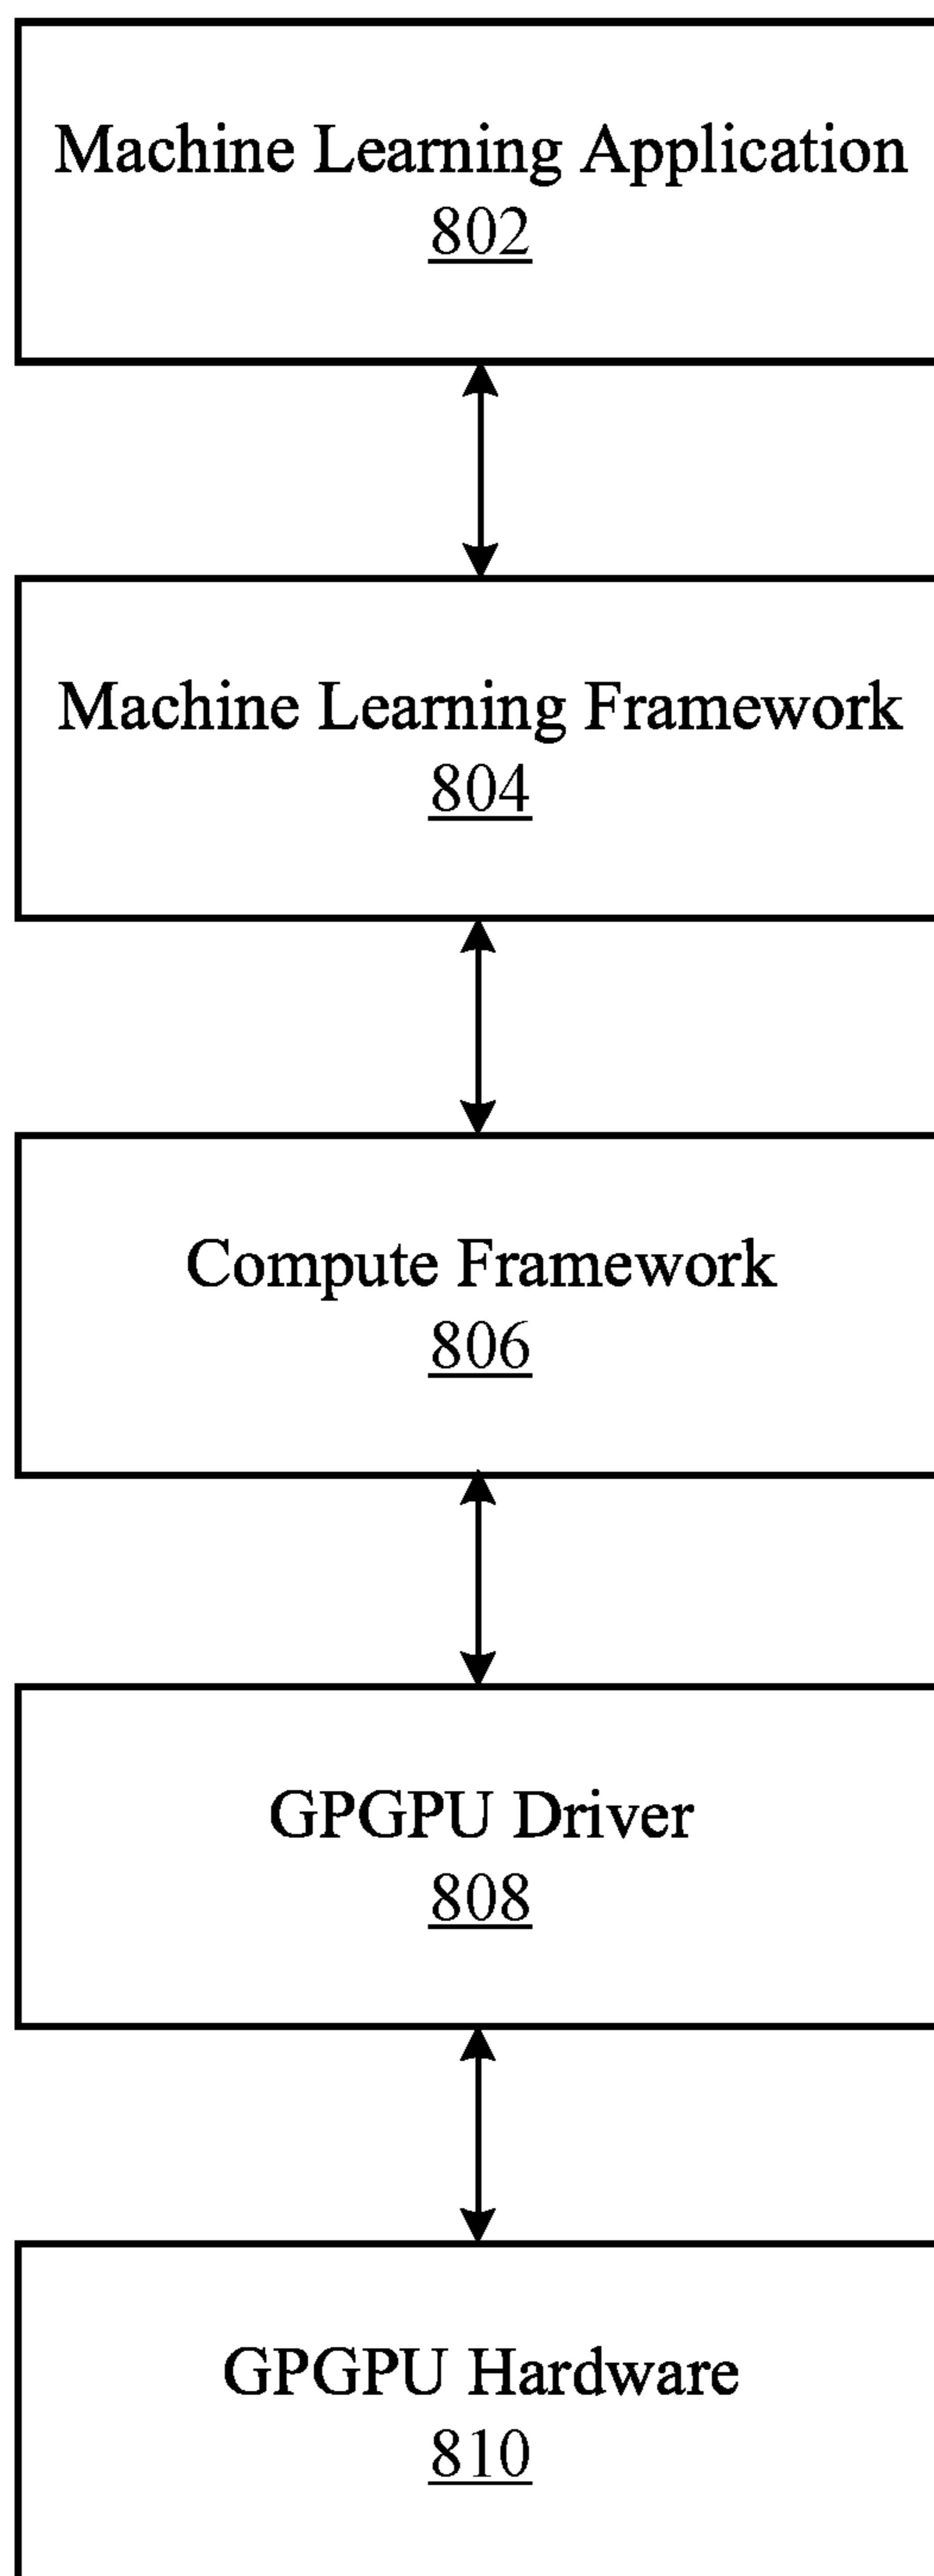 Machine Learning Application
802
Machine Learning Framework
804
Compute Framework
806
GPGPU Driver
808
GPGPU Hardware
810